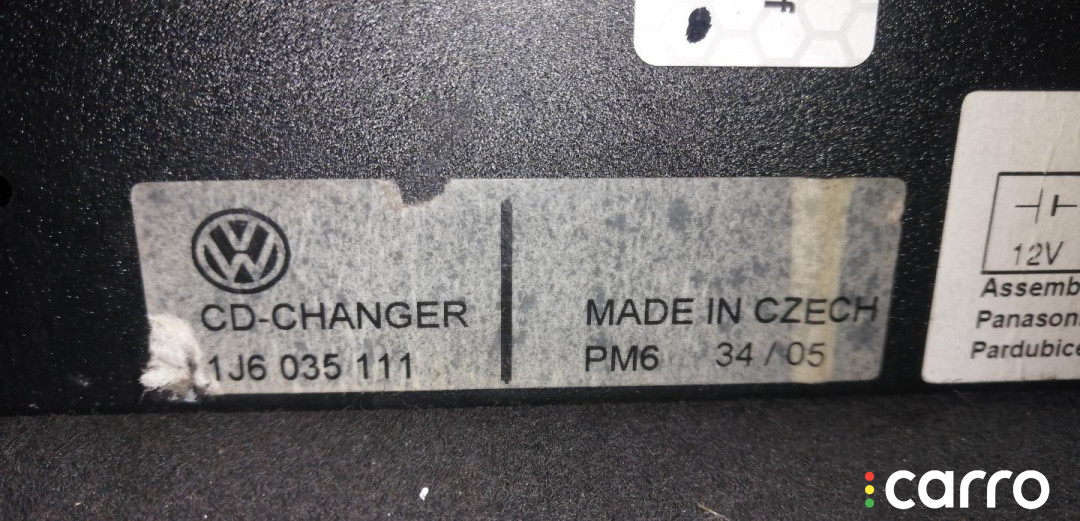 CD-CHANGER
1J6 035 111
MADE IN CZECH
PM6 34 / 05
12V
Assemb
Panason
Pardubice
carro